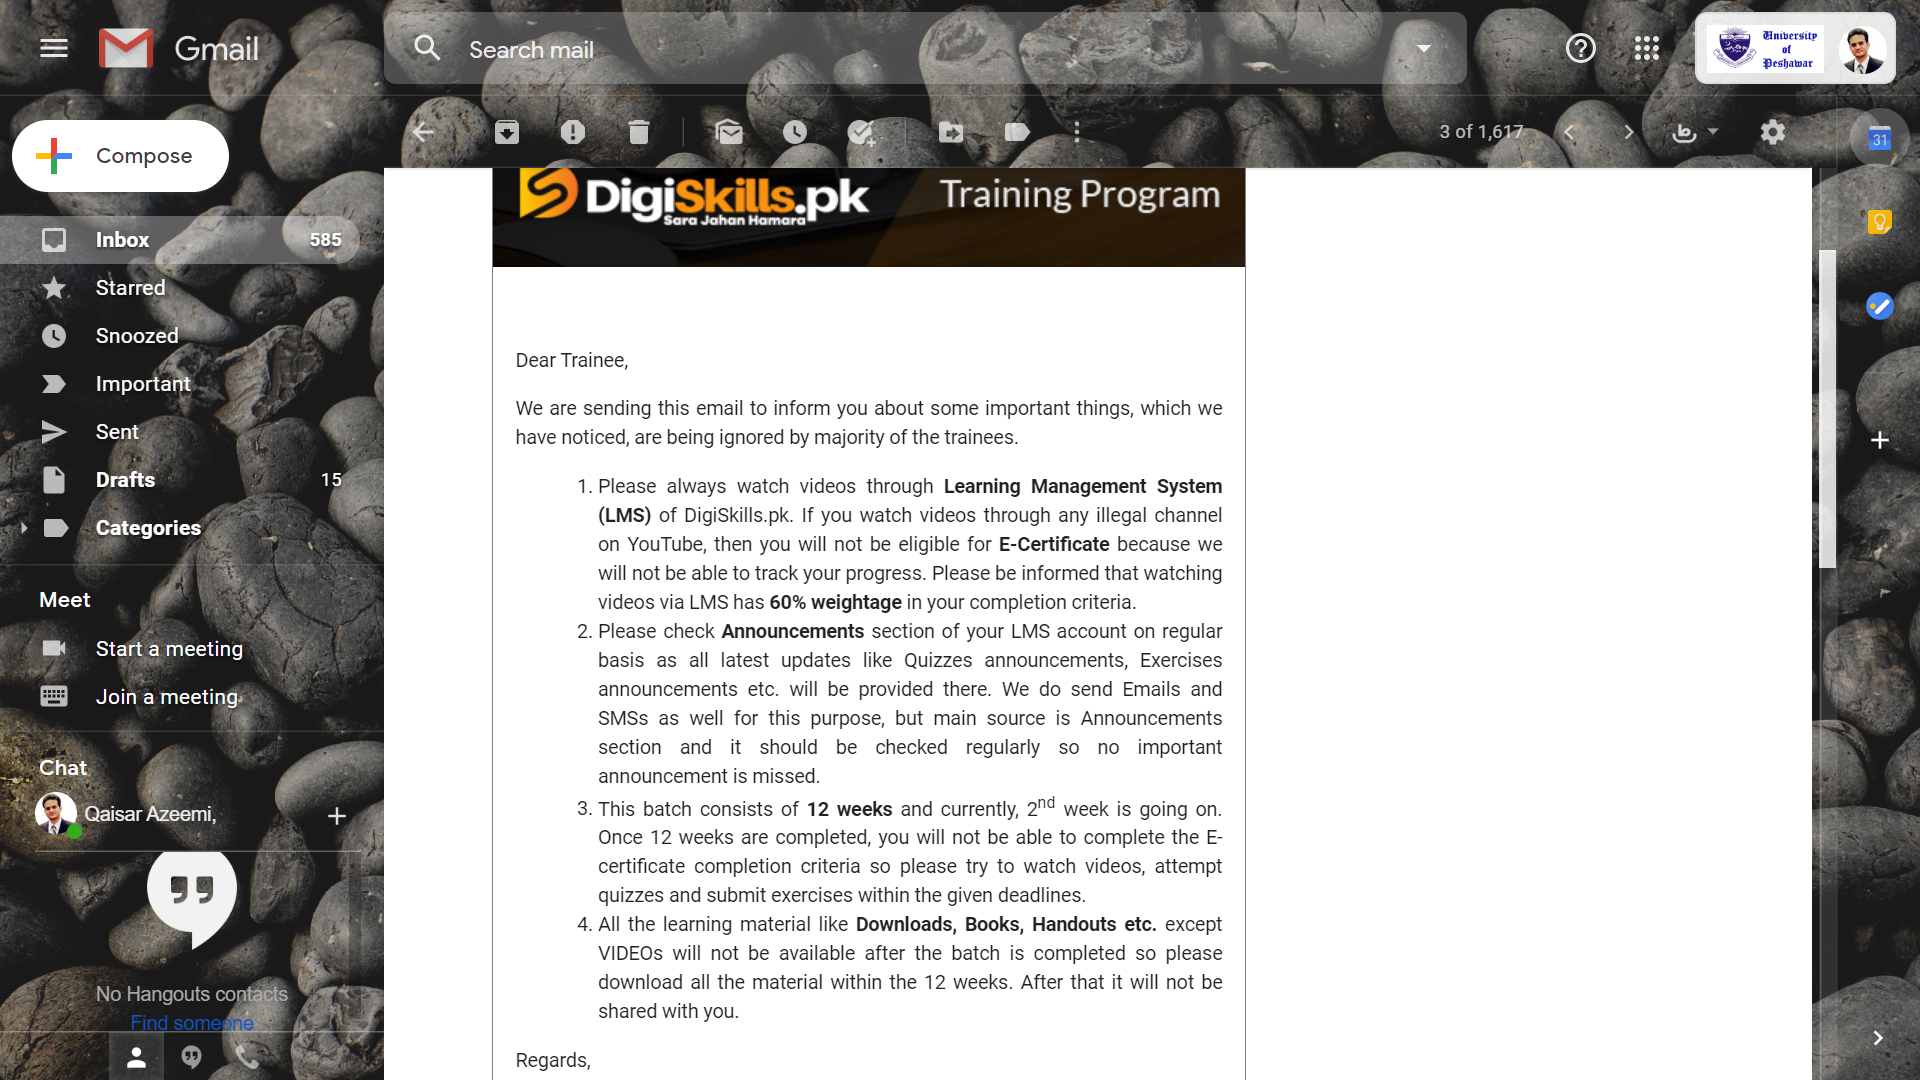 Gmail
Search mail
University
of
Peshawar
Compose
3 of 1,617
31
Inbox 585
Starred
Snoozed
Important
Sent
Drafts 15
Categories
Meet
Start a meeting
Join a meeting
Chat
Qaisar Azeemi,
No Hangouts contacts
Find someone
DigiSkills.pk
Sara Jahan Hamara
Training Program
Dear Trainee,
We are sending this email to inform you about some important things, which we
have noticed, are being ignored by majority of the trainees.
1. Please always watch videos through Learning Management System
(LMS) of DigiSkills.pk. If you watch videos through any illegal channel
on YouTube, then you will not be eligible for E-Certificate because we
will not be able to track your progress. Please be informed that watching
videos via LMS has 60% weightage in your completion criteria.
2. Please check Announcements section of your LMS account on regular
basis as all latest updates like Quizzes announcements, Exercises
announcements etc. will be provided there. We do send Emails and
SMSs as well for this purpose, but main source is Announcements
section and it should be checked regularly so no important
announcement is missed.
3. This batch consists of 12 weeks and currently, 2nd week is going on.
Once 12 weeks are completed, you will not be able to complete the E-
certificate completion criteria so please try to watch videos, attempt
quizzes and submit exercises within the given deadlines.
4. All the learning material like Downloads, Books, Handouts etc. except
VIDEOs will not be available after the batch is completed so please
download all the material within the 12 weeks. After that it will not be
shared with you.
Regards,